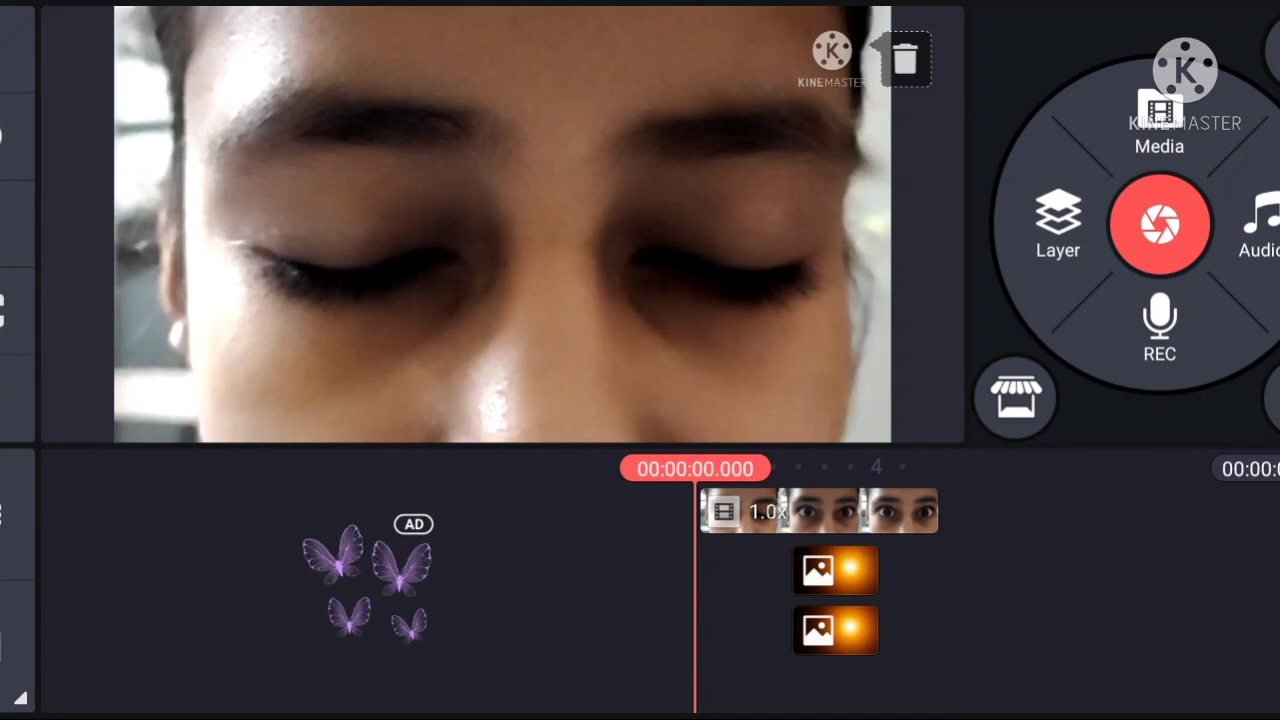 KINEMASTER
K
KINEMASTER
K
Media
Layer
Audio
REC
00:00:00.000
4
00:00:0
1.0x
AD